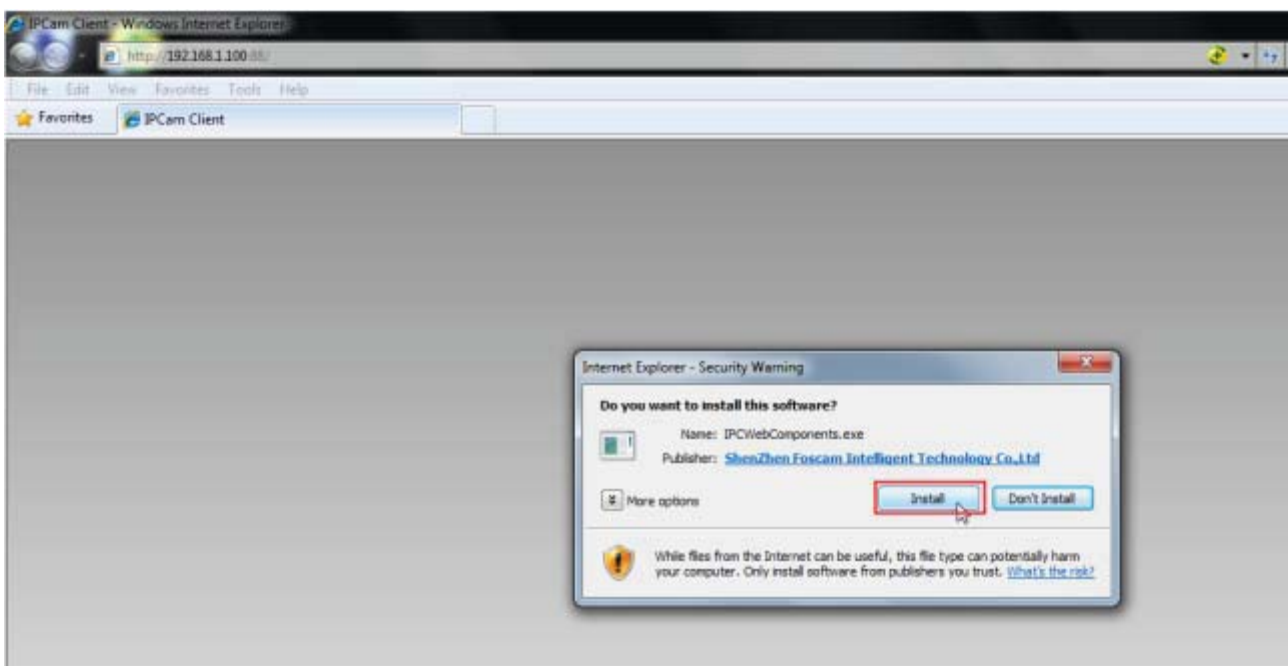 IPCam Client - Windows Internet Explorer
http://192.168.1.100:88/
File Edit View Favorites Tools Help
Favorites IPCam Client
Internet Explorer - Security Warning
Do you want to install this software?
Name: IPCWebComponents.exe
Publisher: ShenZhen Foscam Intelligent Technology Co.,Ltd
More options Install Don't Install
While files from the Internet can be useful, this file type can potentially harm
your computer. Only install software from publishers you trust. What's the risk?